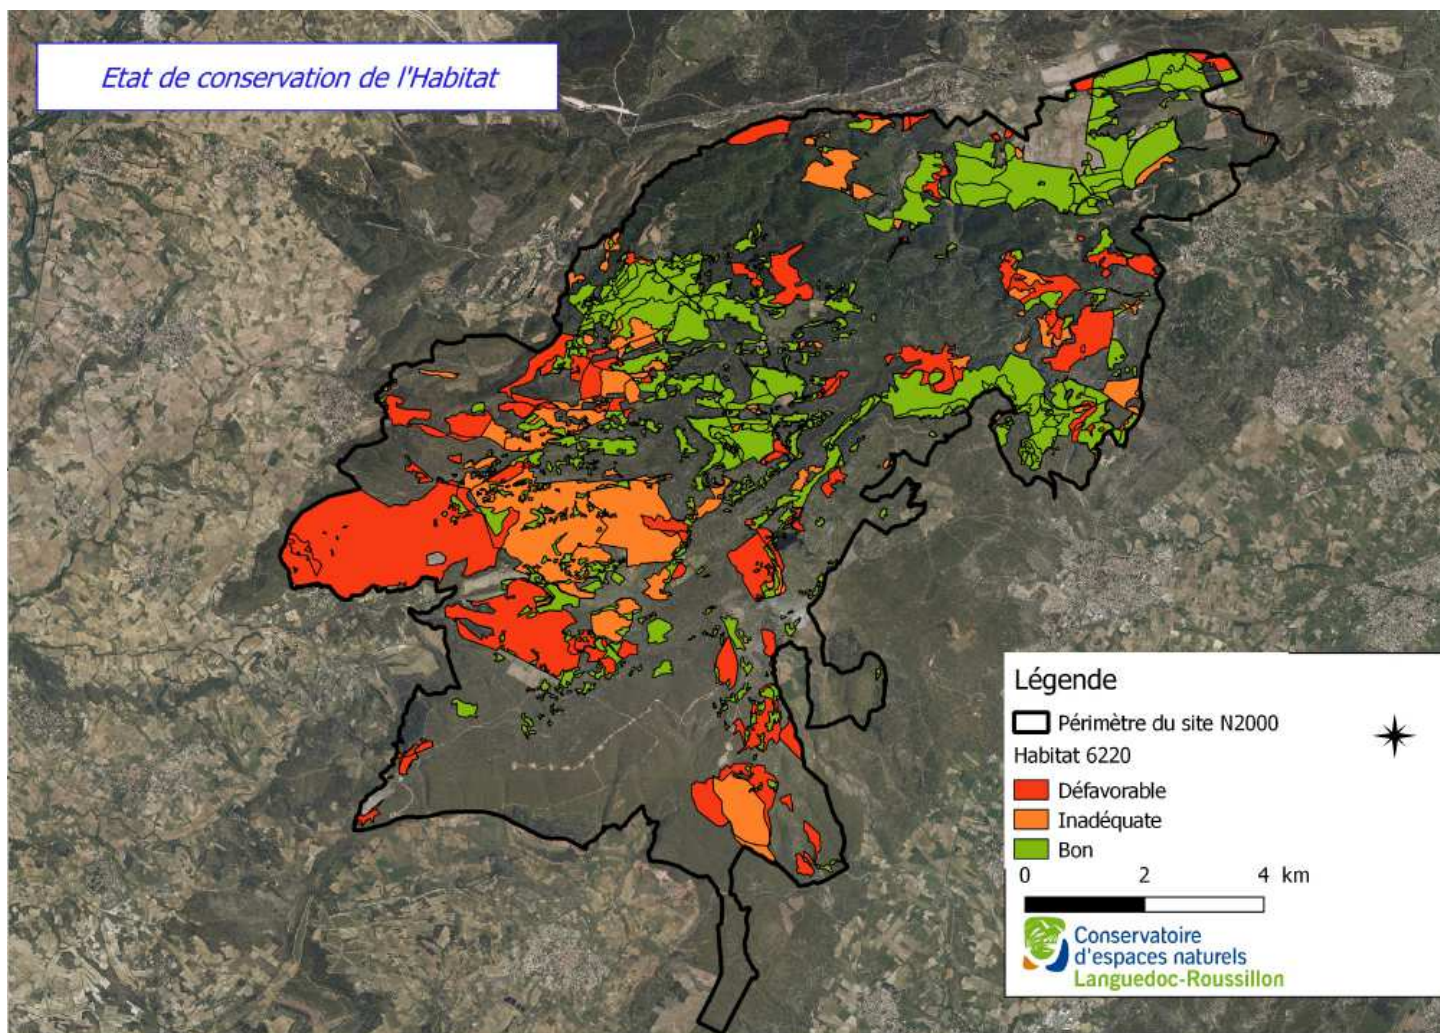 Etat de conservation de l'Habitat
Légende
Périmètre du site N2000
Habitat 6220
Défavorable
Inadéquate
Bon
0 2 4 km
Conservatoire
d'espaces naturels
Languedoc-Roussillon